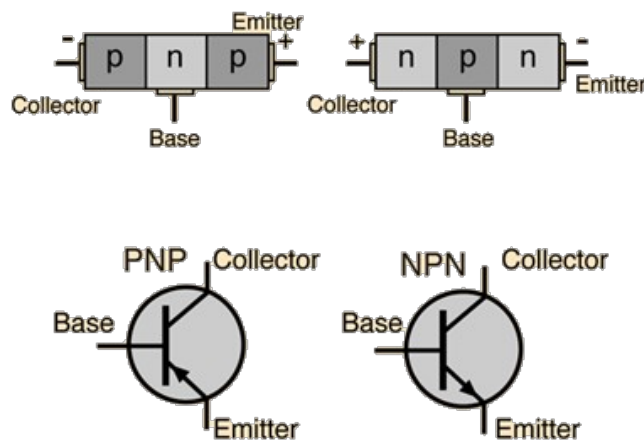 Emitter
- p n p +
Collector
Base
+ n p n -
Collector
Emitter
Base
PNP
Collector
Base
Emitter
NPN
Collector
Base
Emitter